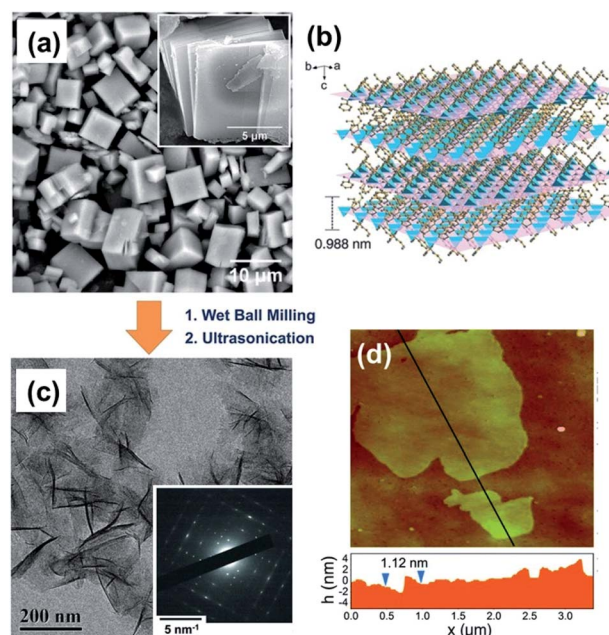 (a)
5 μm
10 μm
(b)
b
a
c
0.988 nm
1. Wet Ball Milling
2. Ultrasonication
(c)
200 nm
5 nm⁻¹
(d)
1.12 nm
h (nm)
4
2
0
-2
-4
0.0 0.5 1.0 1.5 2.0 2.5 3.0
x (μm)